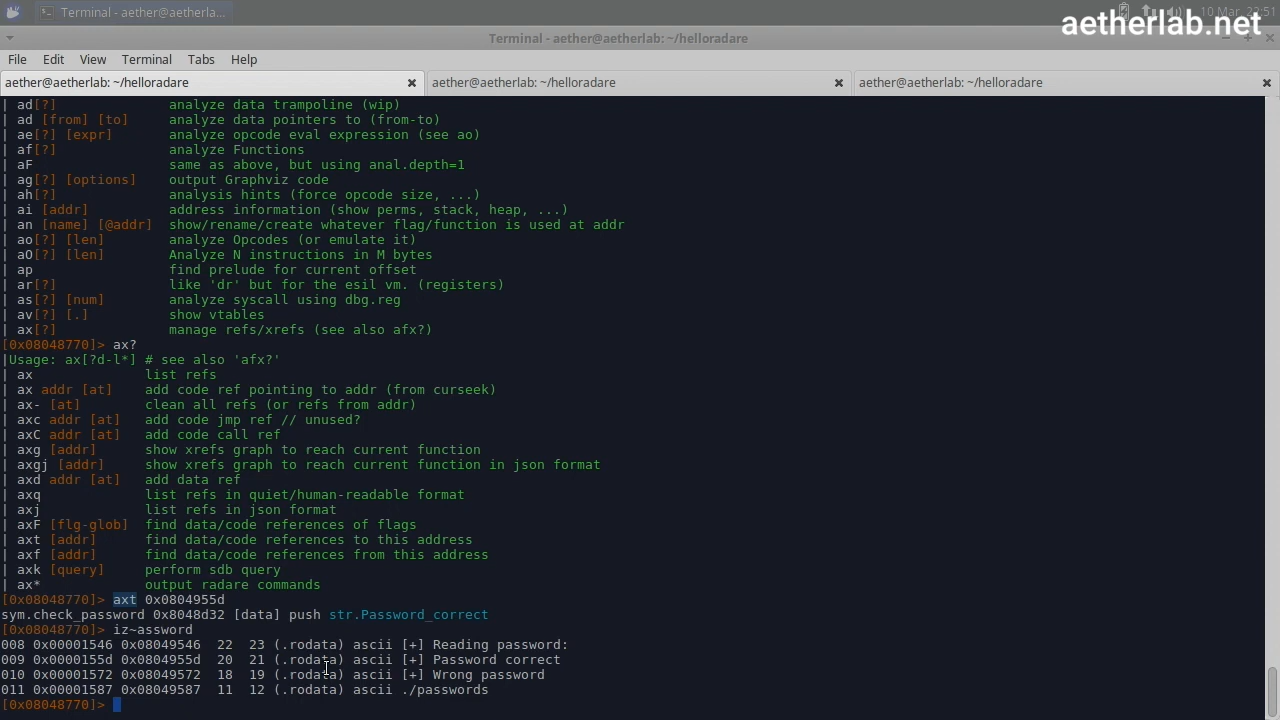 Terminal - aether@aetherla...
10 Mar, 22:51
aetherlab.net
Terminal - aether@aetherlab: ~/helloradare
File Edit View Terminal Tabs Help
aether@aetherlab: ~/helloradare aether@aetherlab: ~/helloradare aether@aetherlab: ~/helloradare
| ad[?] analyze data trampoline (wip)
| ad [from] [to] analyze data pointers to (from-to)
| ae[?] [expr] analyze opcode eval expression (see ao)
| af[?] analyze Functions
| aF same as above, but using anal.depth=1
| ag[?] [options] output Graphviz code
| ah[?] analysis hints (force opcode size, ...)
| ai [addr] address information (show perms, stack, heap, ...)
| an [name] [@addr] show/rename/create whatever flag/function is used at addr
| ao[?] [len] analyze Opcodes (or emulate it)
| aO[?] [len] Analyze N instructions in M bytes
| ap find prelude for current offset
| ar[?] like 'dr' but for the esil vm. (registers)
| as[?] [num] analyze syscall using dbg.reg
| av[?] [.] show vtables
| ax[?] manage refs/xrefs (see also afx?)
[0x08048770]> ax?
|Usage: ax[?d-l*] # see also 'afx?'
| ax list refs
| ax addr [at] add code ref pointing to addr (from curseek)
| ax- [at] clean all refs (or refs from addr)
| axc addr [at] add code jmp ref // unused?
| axC addr [at] add code call ref
| axg [addr] show xrefs graph to reach current function
| axgj [addr] show xrefs graph to reach current function in json format
| axd addr [at] add data ref
| axq list refs in quiet/human-readable format
| axj list refs in json format
| axF [flg-glob] find data/code references of flags
| axt [addr] find data/code references to this address
| axf [addr] find data/code references from this address
| axk [query] perform sdb query
| ax* output radare commands
[0x08048770]> axt 0x0804955d
sym.check_password 0x8048d32 [data] push str.Password_correct
[0x08048770]> iz~assword
008 0x00001546 0x08049546 22 23 (.rodata) ascii [+] Reading password:
009 0x0000155d 0x0804955d 20 21 (.rodata) ascii [+] Password correct
010 0x00001572 0x08049572 18 19 (.rodata) ascii [+] Wrong password
011 0x00001587 0x08049587 11 12 (.rodata) ascii ./passwords
[0x08048770]>